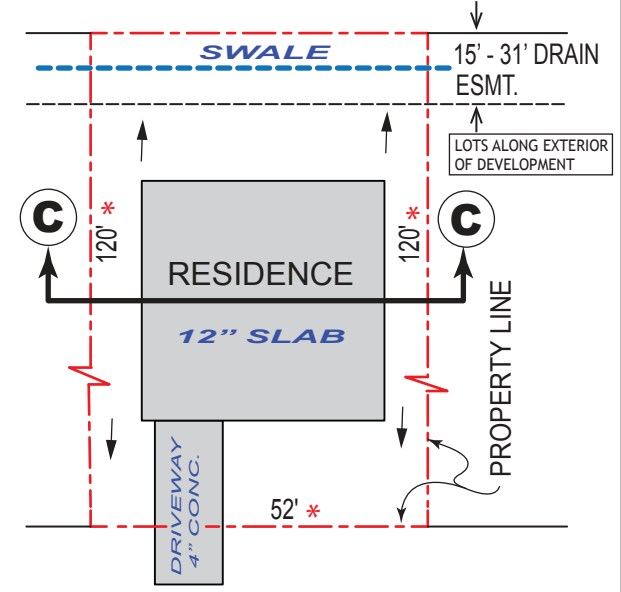 SWALE
15' - 31' DRAIN
ESMT.
LOTS ALONG EXTERIOR
OF DEVELOPMENT
C
120' *
120' *
C
RESIDENCE
12” SLAB
PROPERTY LINE
DRIVEWAY
4” CONC.
52' *